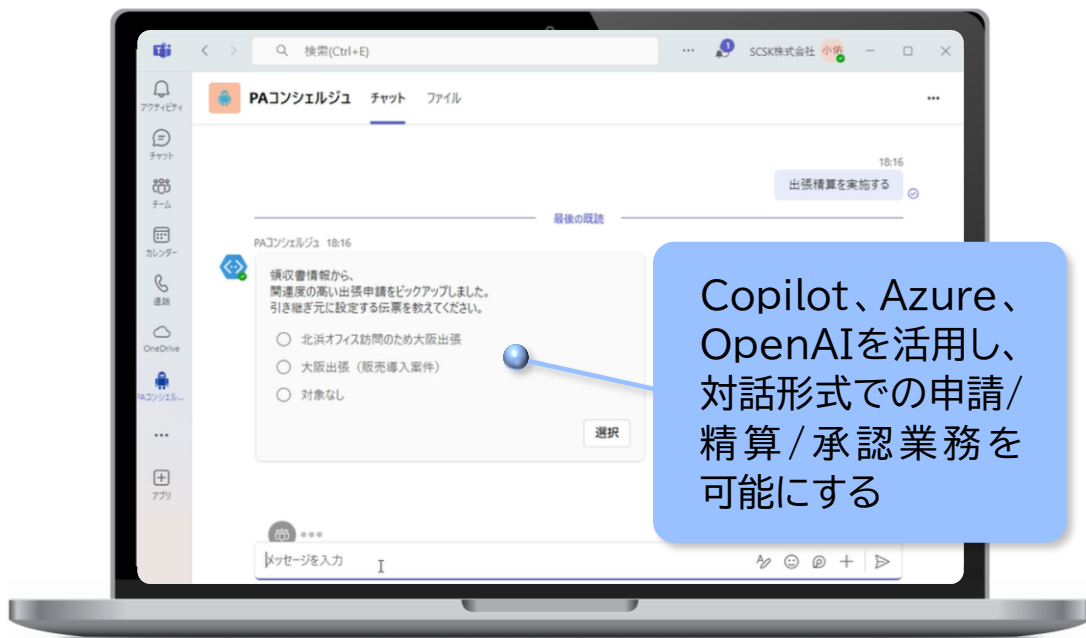 検索(Ctrl+E)
SCSK株式会社
小佑
PAコンシェルジュ チャット ファイル
アクティビティ
チャット
チーム
カレンダー
通話
OneDrive
PAコンシェル...
アプリ
18:16
出張精算を実施する
最後の既読
PAコンシェルジュ 18:16
領収書情報から、
関連度の高い出張申請をピックアップしました。
引き継ぎ元に設定する伝票を教えてください。
北浜オフィス訪問のため大阪出張
大阪出張（販売導入案件）
対象なし
選択
メッセージを入力
Copilot、Azure、
OpenAIを活用し、
対話形式での申請/
精算/承認業務を
可能にする